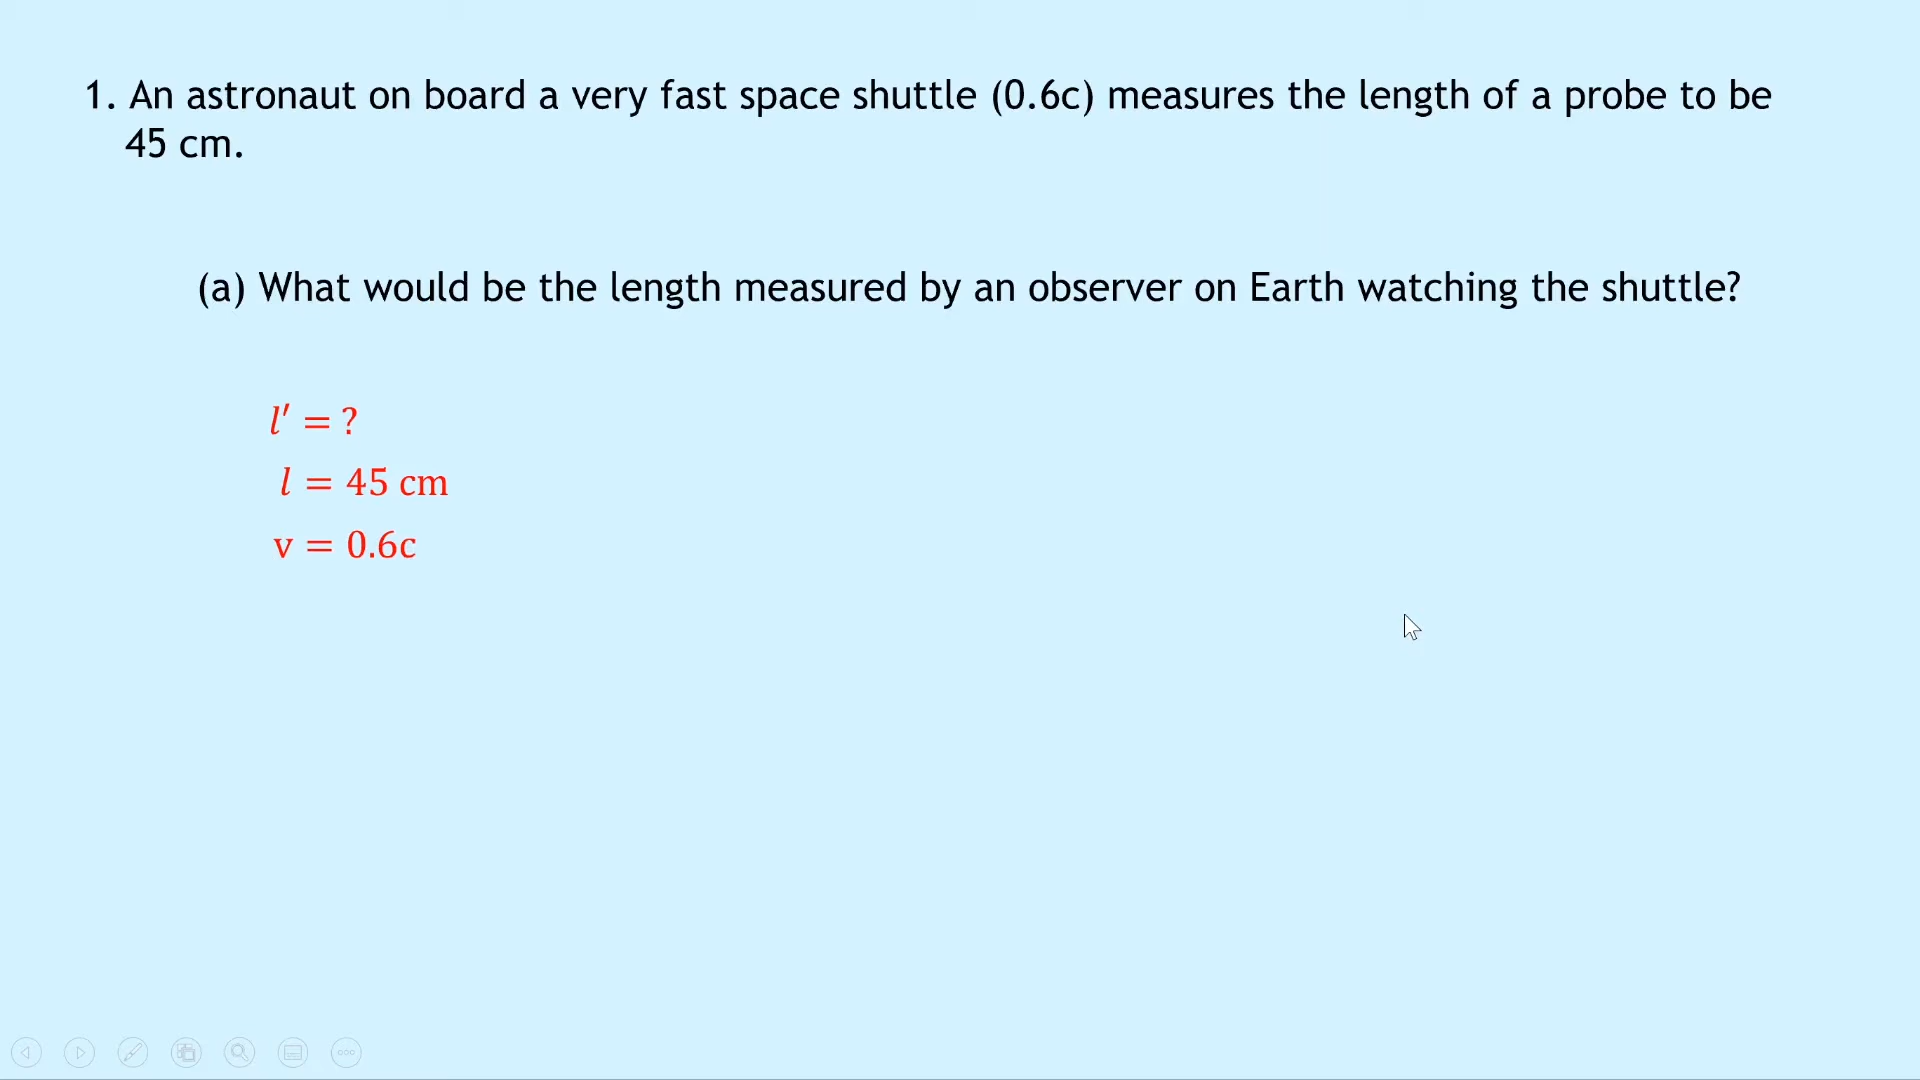 1. An astronaut on board a very fast space shuttle (0.6c) measures the length of a probe to be
45 cm.
(a) What would be the length measured by an observer on Earth watching the shuttle?
l′ = ?
l = 45 cm
v = 0.6c